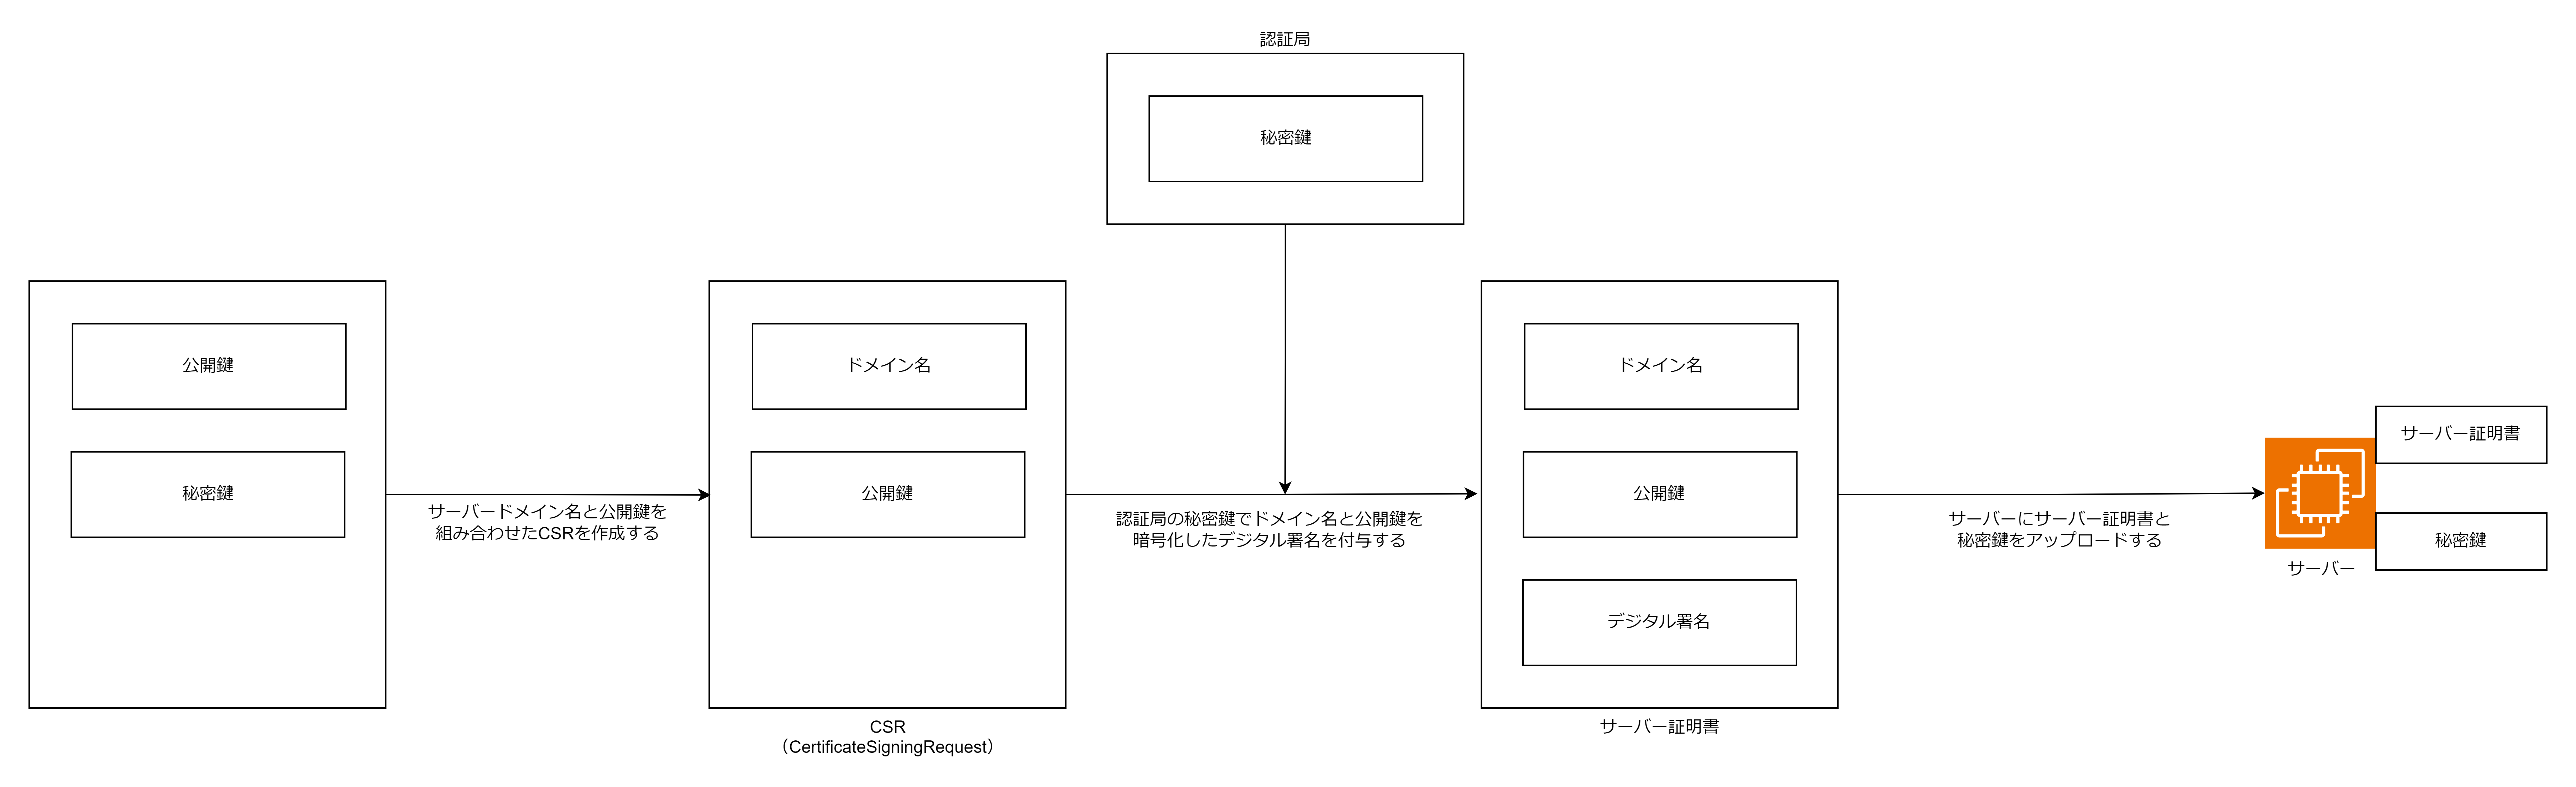 認証局
秘密鍵
公開鍵
秘密鍵
サーバードメイン名と公開鍵を
組み合わせたCSRを作成する
ドメイン名
公開鍵
CSR
（CertificateSigningRequest）
認証局の秘密鍵でドメイン名と公開鍵を
暗号化したデジタル署名を付与する
ドメイン名
公開鍵
デジタル署名
サーバー証明書
サーバーにサーバー証明書と
秘密鍵をアップロードする
サーバー証明書
秘密鍵
サーバー